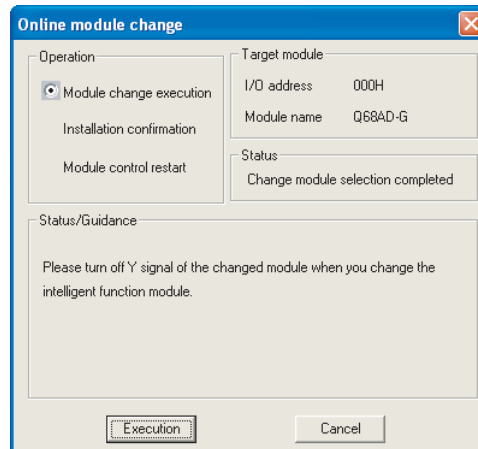 Online module change
Operation
Module change execution
Installation confirmation
Module control restart
Target module
I/O address 000H
Module name Q68AD-G
Status
Change module selection completed
Status/Guidance
Please turn off Y signal of the changed module when you change the
intelligent function module.
Execution Cancel